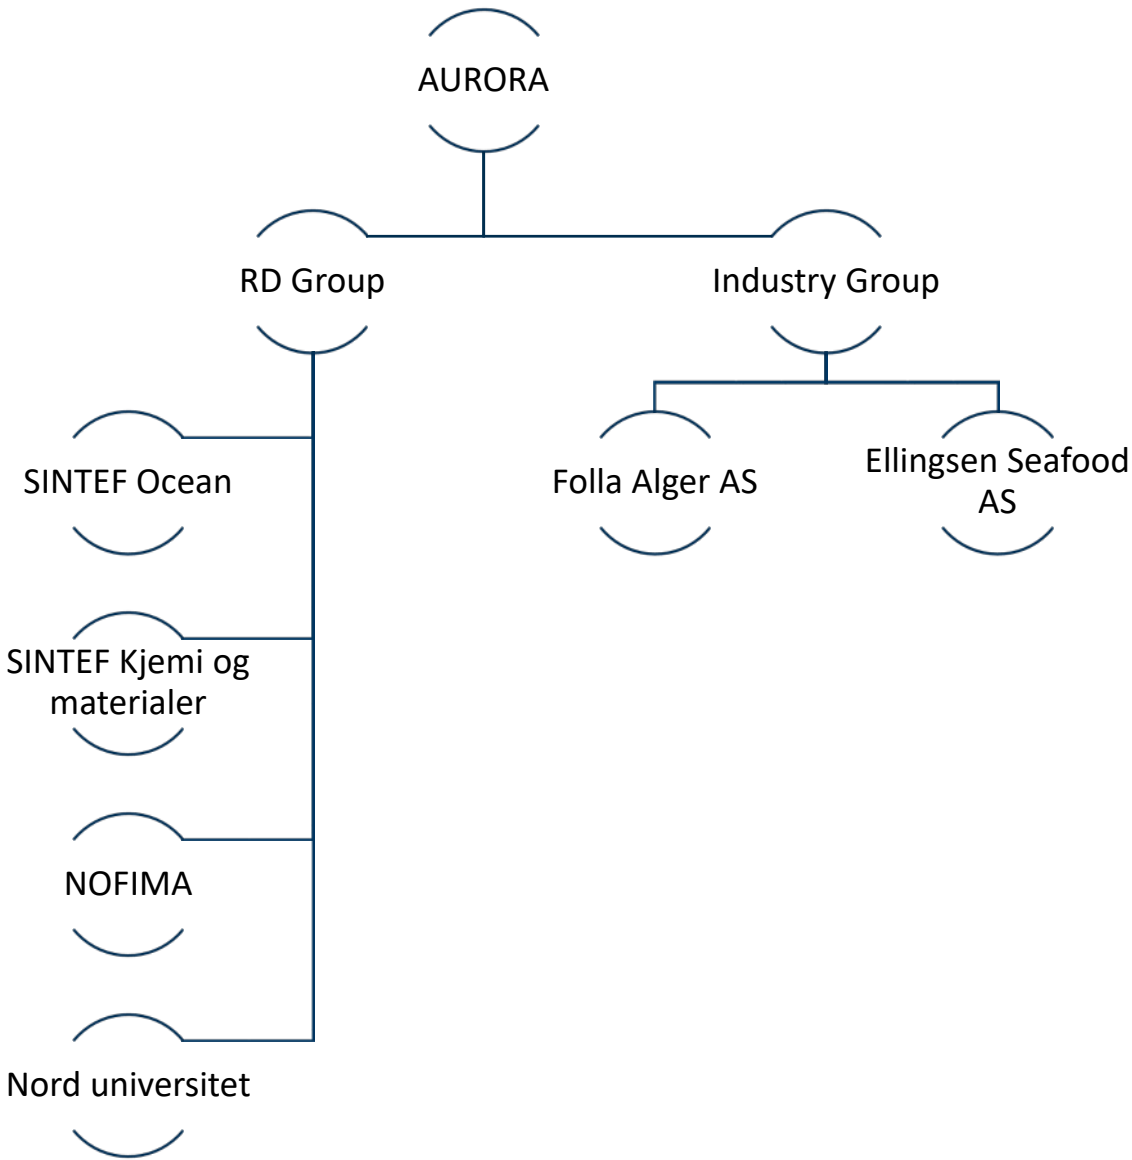 AURORA
RD Group
Industry Group
SINTEF Ocean
Folla Alger AS
Ellingsen Seafood
AS
SINTEF Kjemi og
materialer
NOFIMA
Nord universitet